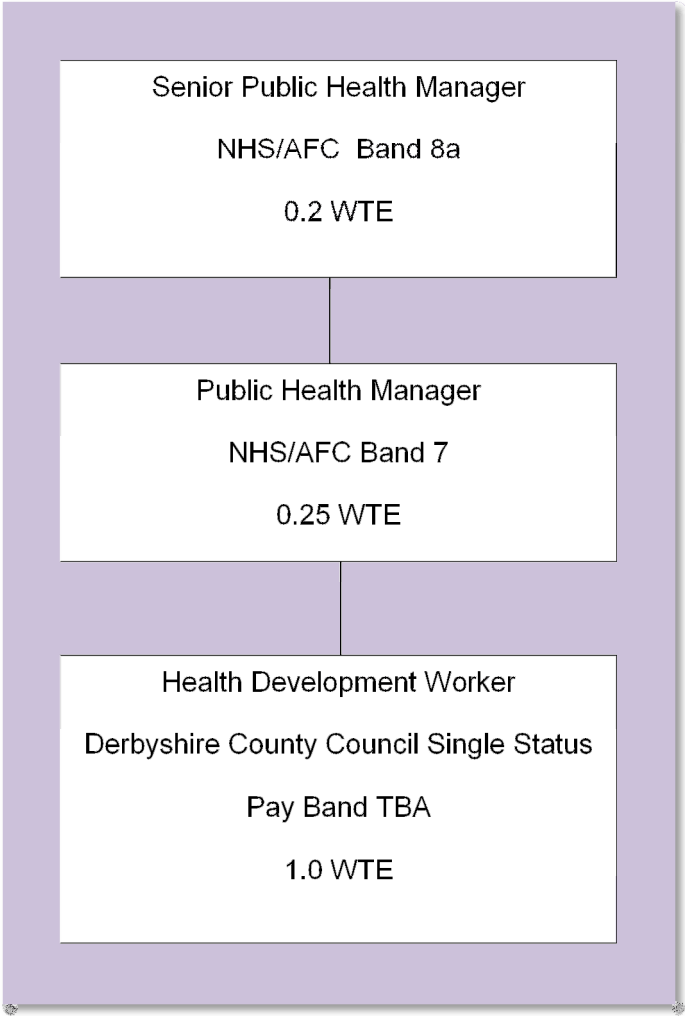 Senior Public Health Manager
NHS/AFC  Band 8a
0.2 WTE
Public Health Manager
NHS/AFC Band 7
0.25 WTE
Health Development Worker
Derbyshire County Council Single Status
Pay Band TBA
1.0 WTE